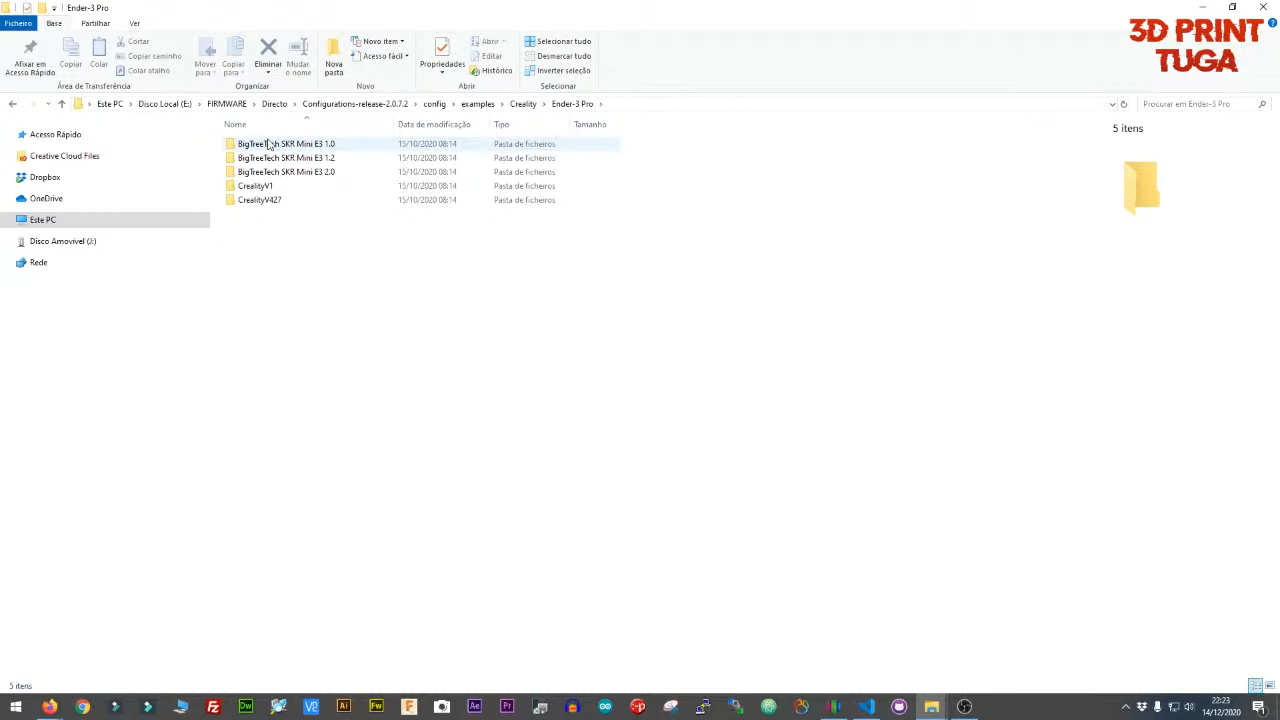 Ender-3 Pro
Ficheiro Base Partilhar Ver
3D PRINT
TUGA
Afixar em
Acesso Rápido
Copiar
Colar
Cortar
Copiar caminho
Colar atalho
Área de Transferência
Mover
para
Copiar
para
Eliminar
Mudar
o nome
Organizar
Nova
pasta
Novo item
Acesso fácil
Novo
Propriedades
Abrir
Editar
Histórico
Abrir
Selecionar tudo
Desmarcar tudo
Inverter seleção
Selecionar
Este PC > Disco Local (E:) > FIRMWARE > Directo > Configurations-release-2.0.7.2 > config > examples > Creality > Ender-3 Pro >
Procurar em Ender-3 Pro
Nome Data de modificação Tipo Tamanho
BigTreeTech SKR Mini E3 1.0 15/10/2020 08:14 Pasta de ficheiros
BigTreeTech SKR Mini E3 1.2 15/10/2020 08:14 Pasta de ficheiros
BigTreeTech SKR Mini E3 2.0 15/10/2020 08:14 Pasta de ficheiros
CrealityV1 15/10/2020 08:14 Pasta de ficheiros
CrealityV427 15/10/2020 08:14 Pasta de ficheiros
Acesso Rápido
Creative Cloud Files
Dropbox
OneDrive
Este PC
Disco Amovível (J:)
Rede
5 itens
5 itens
Fz
Dw
Ai
Fw
F
Ae
Pr
22:23
14/12/2020